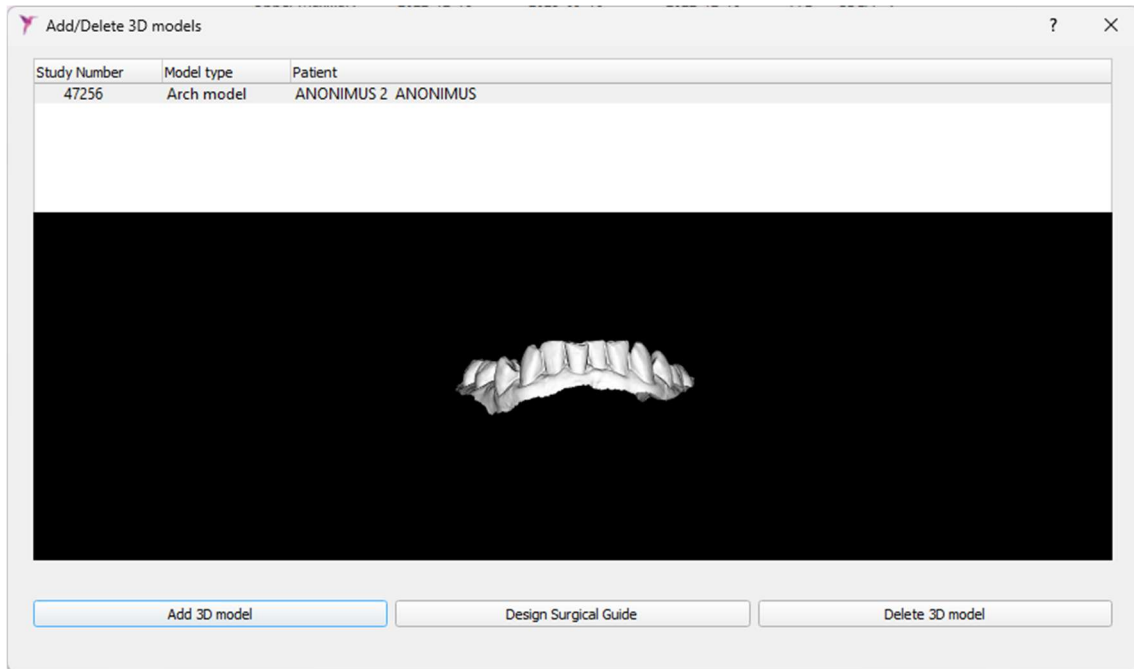 Add/Delete 3D models ?
Study Number Model type Patient
47256 Arch model ANONIMUS 2 ANONIMUS
Add 3D model Design Surgical Guide Delete 3D model